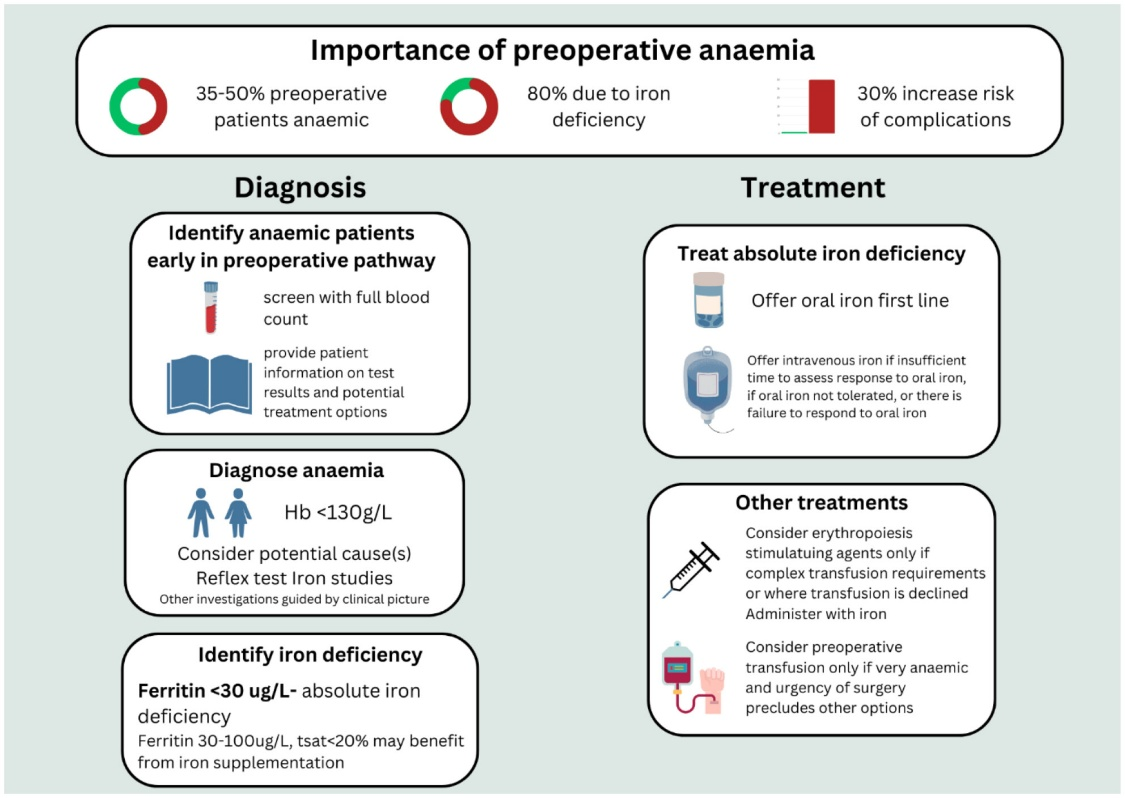 Importance of preoperative anaemia
35-50% preoperative
patients anaemic
80% due to iron
deficiency
30% increase risk
of complications
Diagnosis
Identify anaemic patients
early in preoperative pathway
screen with full blood
count
provide patient
information on test
results and potential
treatment options
Diagnose anaemia
Hb <130g/L
Consider potential cause(s)
Reflex test Iron studies
Other investigations guided by clinical picture
Identify iron deficiency
Ferritin <30 ug/L- absolute iron
deficiency
Ferritin 30-100ug/L, tsat<20% may benefit
from iron supplementation
Treatment
Treat absolute iron deficiency
Offer oral iron first line
Offer intravenous iron if insufficient
time to assess response to oral iron,
if oral iron not tolerated, or there is
failure to respond to oral iron
Other treatments
Consider erythropoiesis
stimulatuing agents only if
complex transfusion requirements
or where transfusion is declined
Administer with iron
Consider preoperative
transfusion only if very anaemic
and urgency of surgery
precludes other options